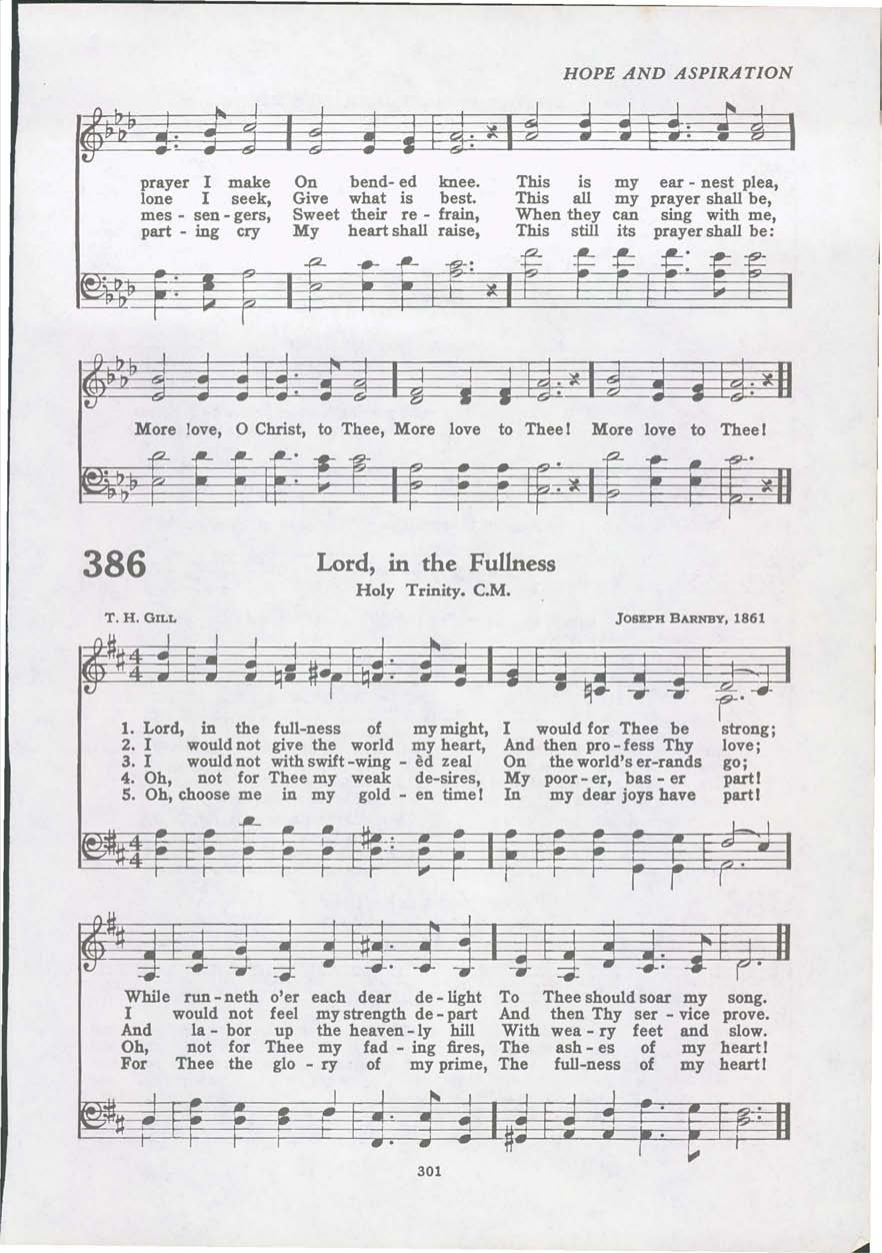 HOPE AND ASPIRATION
prayer I make On bend- ed knee. This is my ear - nest plea,
lone I seek, Give what is best. This all my prayer shall be,
mes - sen - gers, Sweet their re - frain, When they can sing with me,
part - ing cry My heart shall raise, This still its prayer shall be:
More love, O Christ, to Thee, More love to Thee! More love to Thee!
386
Lord, in the Fullness
Holy Trinity. C.M.
T. H. GILL
JOSEPH BARNBY, 1861
4
4
1. Lord, in the full-ness of my might, I would for Thee be strong;
2. I would not give the world my heart, And then pro - fess Thy love;
3. I would not with swift - wing - èd zeal On the world's er-rands go;
4. Oh, not for Thee my weak de-sires, My poor - er, bas - er part!
5. Oh, choose me in my gold - en time! In my dear joys have part!
4
4
While run - neth o'er each dear de - light To Thee should soar my song.
I would not feel my strength de - part And then Thy ser - vice prove.
And la - bor up the heaven - ly hill With wea - ry feet and slow.
Oh, not for Thee my fad - ing fires, The ash - es of my heart!
For Thee the glo - ry of my prime, The full-ness of my heart!
301